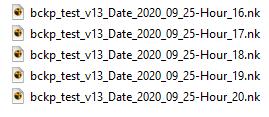 bckp_test_v13_Date_2020_09_25-Hour_16.nk
bckp_test_v13_Date_2020_09_25-Hour_17.nk
bckp_test_v13_Date_2020_09_25-Hour_18.nk
bckp_test_v13_Date_2020_09_25-Hour_19.nk
bckp_test_v13_Date_2020_09_25-Hour_20.nk